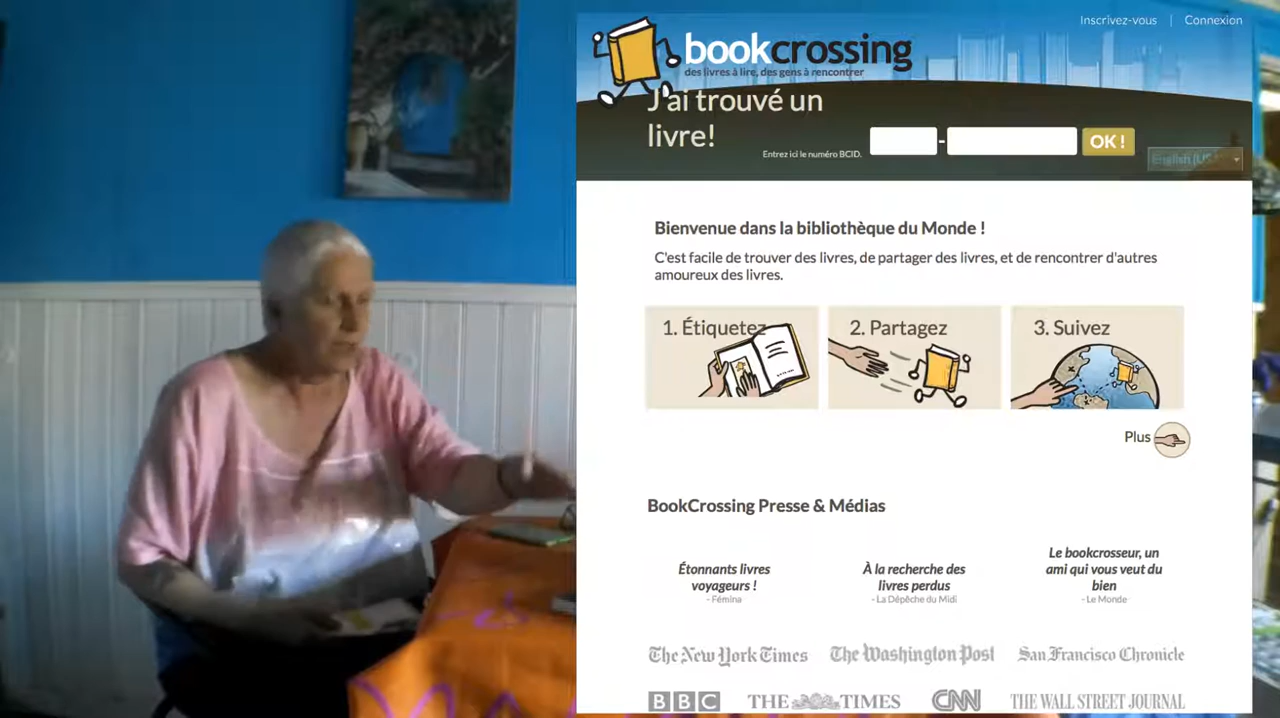 Inscrivez-vous | Connexion
bookcrossing
des livres à lire, des gens à rencontrer
J'ai trouvé un
livre!
Entrez ici le numéro BCID.
-
OK !
English (US)
Bienvenue dans la bibliothèque du Monde !
C'est facile de trouver des livres, de partager des livres, et de rencontrer d'autres
amoureux des livres.
1. Étiquetez
2. Partagez
3. Suivez
Plus
BookCrossing Presse & Médias
Étonnants livres
voyageurs !
- Fémina
À la recherche des
livres perdus
- La Dépêche du Midi
Le bookcrosseur, un
ami qui vous veut du
bien
- Le Monde
The New York Times
The Washington Post
San Francisco Chronicle
BBC
THE TIMES
CNN
THE WALL STREET JOURNAL